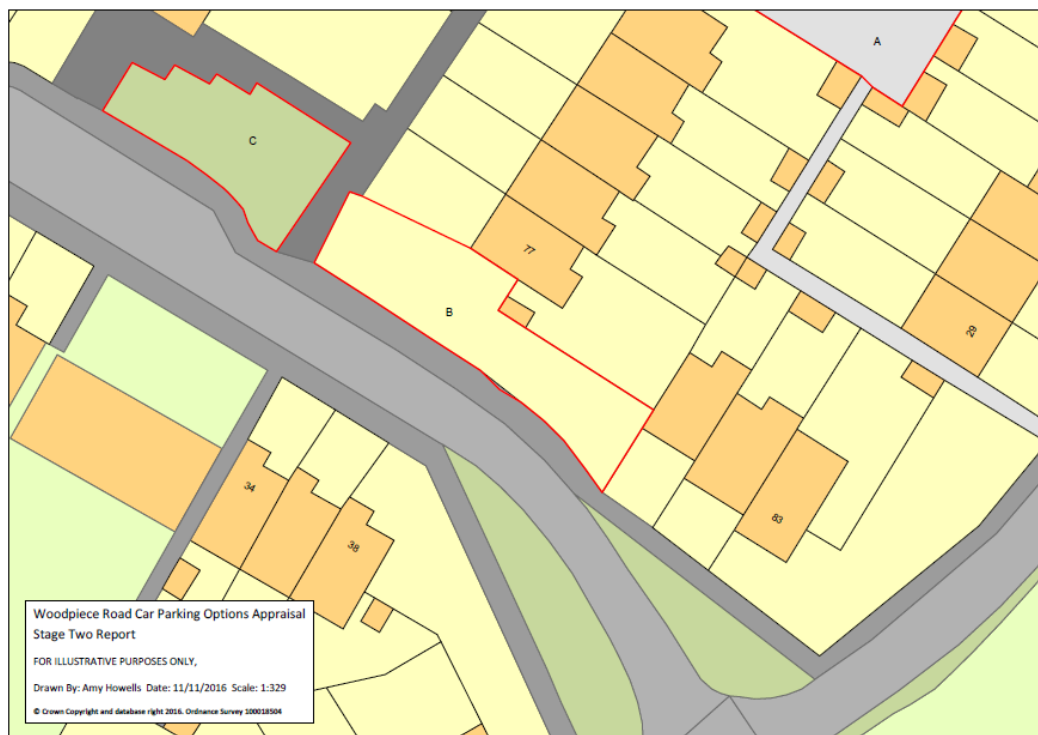 A
C
77
B
29
34
38
83
Woodpiece Road Car Parking Options Appraisal
Stage Two Report
FOR ILLUSTRATIVE PURPOSES ONLY,
Drawn By: Amy Howells Date: 11/11/2016 Scale: 1:329
© Crown Copyright and database right 2016. Ordnance Survey 100018504